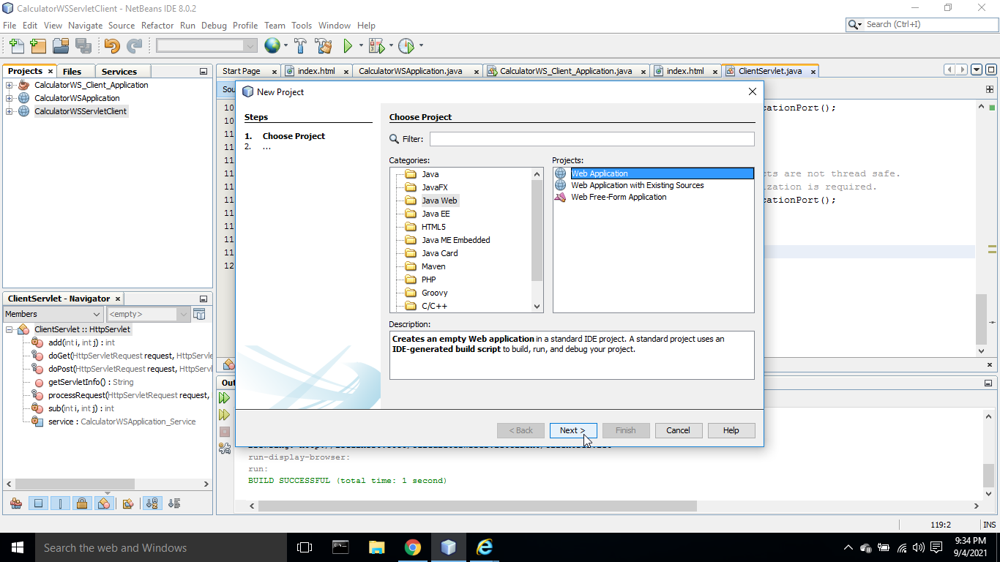 CalculatorWSServletClient - NetBeans IDE 8.0.2
File Edit View Navigate Source Refactor Run Debug Profile Team Tools Window Help
Search (Ctrl+I)
Projects Files Services
CalculatorWS_Client_Application
CalculatorWSApplication
CalculatorWSServletClient
Start Page index.html CalculatorWSApplication.java CalculatorWS_Client_Application.java index.html ClientServlet.java
Sou
10
10
11
11
11
11
11
11
11
11
11
11
12
cationPort();
cts are not thread safe.
ization is required.
cationPort();
New Project
Steps
1. Choose Project
2. ...
Choose Project
Filter:
Categories:
Java
JavaFX
Java Web
Java EE
HTML5
Java ME Embedded
Java Card
Maven
PHP
Groovy
C/C++
Projects:
Web Application
Web Application with Existing Sources
Web Free-Form Application
Description:
Creates an empty Web application in a standard IDE project. A standard project uses an
IDE-generated build script to build, run, and debug your project.
< Back Next > Finish Cancel Help
ClientServlet - Navigator
Members <empty>
ClientServlet :: HttpServlet
add(int i, int j) : int
doGet(HttpServletRequest request, HttpServle
doPost(HttpServletRequest request, HttpServl
getServletInfo() : String
processRequest(HttpServletRequest request,
sub(int i, int j) : int
service : CalculatorWSApplication_Service
Out
run-display-browser:
run:
BUILD SUCCESSFUL (total time: 1 second)
119:2 INS
Search the web and Windows
9:34 PM
9/4/2021